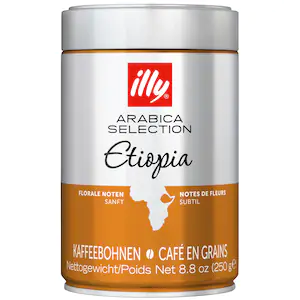 illy
ARABICA
SELECTION
Etiopia
FLORALE NOTEN NOTES DE FLEURS
SANFT SUBTIL
KAFFEEBOHNEN CAFÉ EN GRAINS
Nettogewicht/Poids Net 8.8 oz (250 g) e